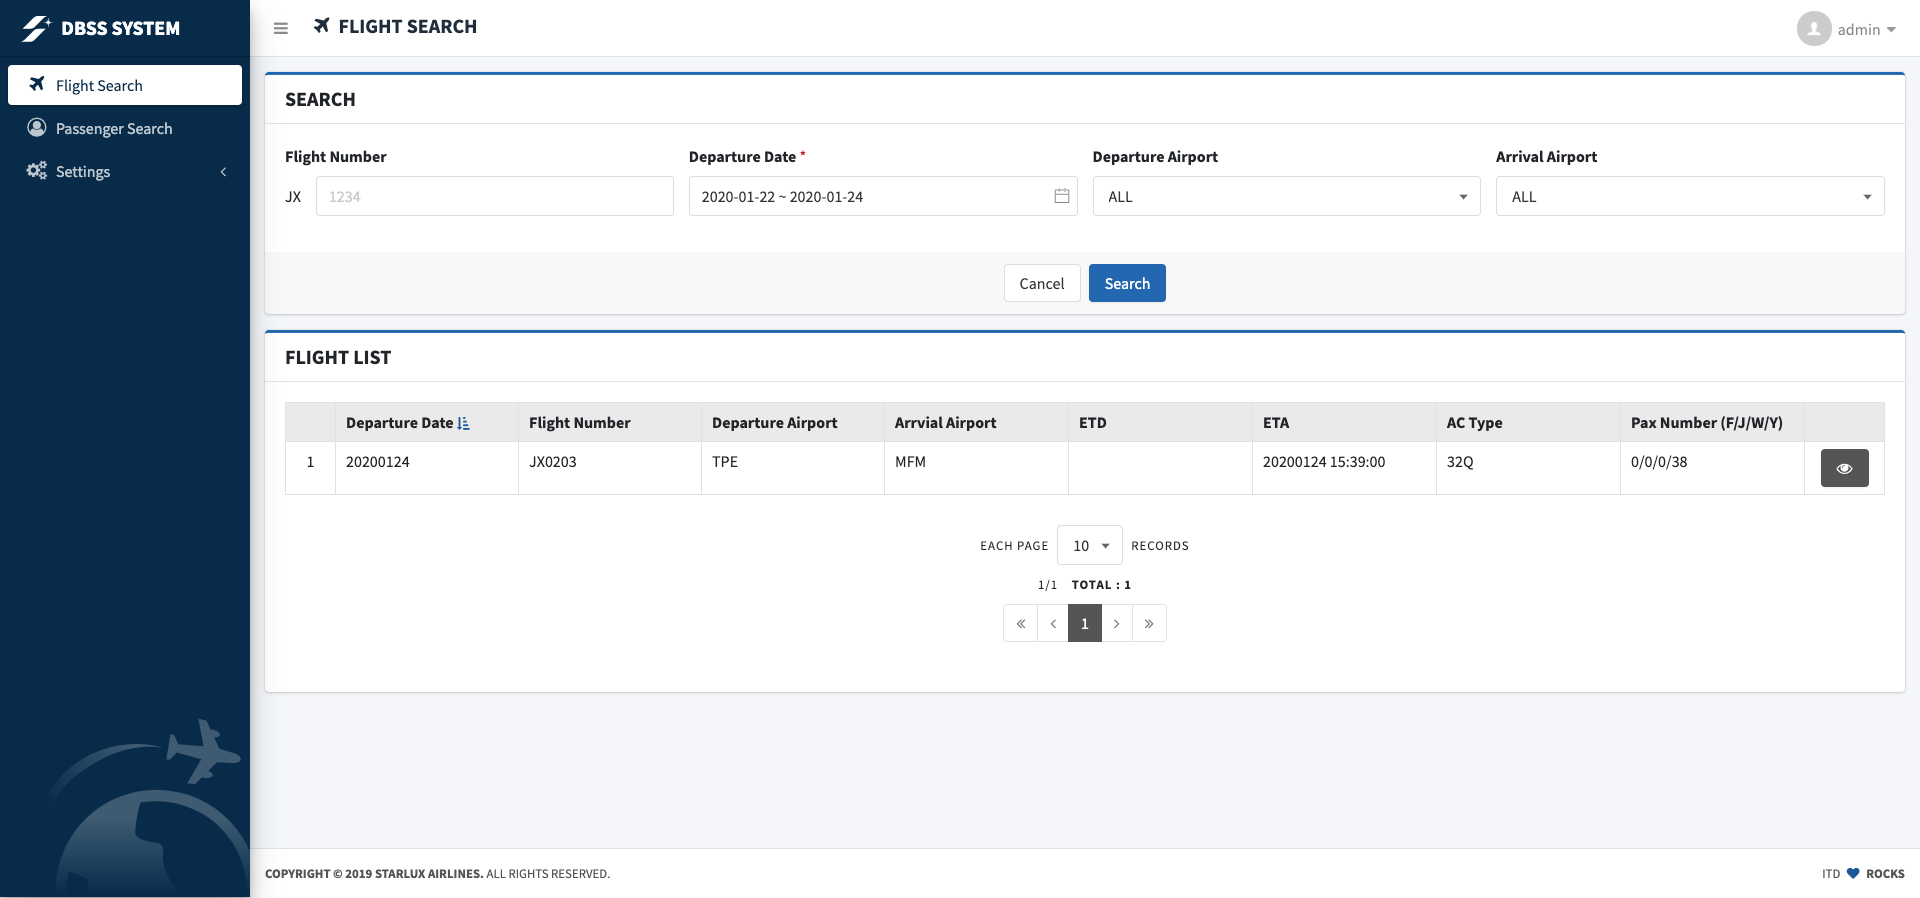 DBSS SYSTEM
FLIGHT SEARCH
admin
Flight Search
Passenger Search
Settings
SEARCH
Flight Number
Departure Date *
Departure Airport
Arrival Airport
JX
1234
2020-01-22 ~ 2020-01-24
ALL
ALL
Cancel
Search
FLIGHT LIST
Departure Date
Flight Number
Departure Airport
Arrvial Airport
ETD
ETA
AC Type
Pax Number (F/J/W/Y)
1
20200124
JX0203
TPE
MFM
20200124 15:39:00
32Q
0/0/0/38
EACH PAGE 10 RECORDS
1/1 TOTAL : 1
« ‹ 1 › »
COPYRIGHT © 2019 STARLUX AIRLINES. ALL RIGHTS RESERVED.
ITD ROCKS